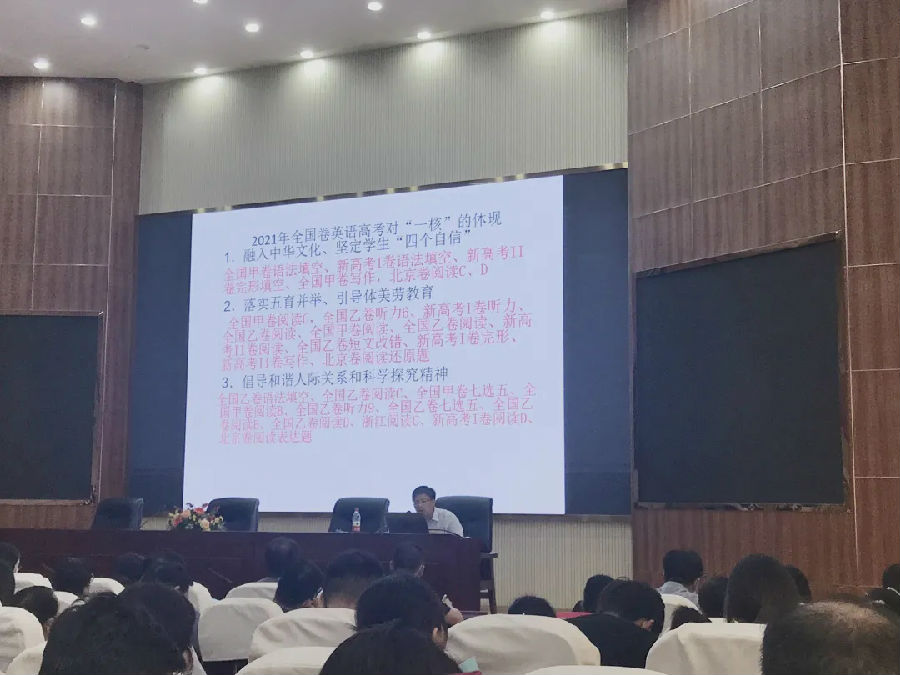 2021年全国卷英语高考对“一核”的体现
1. 融入中华文化、坚定学生“四个自信”
全国甲卷语法填空、新高考I卷语法填空、新高考II
卷完形填空、全国甲卷写作，北京卷阅读C、D
2. 落实五育并举、引导体美劳教育
全国甲卷阅读C、全国乙卷听力B、新高考I卷听力、
全国乙卷阅读、全国甲卷阅读、全国乙卷阅读、新高
考II卷阅读、全国乙卷短文改错、新高考I卷完形、
新高考II卷写作、北京卷阅读还原题
3. 倡导和谐人际关系和科学探究精神
全国乙卷语法填空、全国乙卷阅读C、全国甲卷七选五、全
国甲卷阅读B、全国乙卷听力9、全国乙卷七选五、全国乙
卷阅读E、全国乙卷阅读D、浙江阅读C、新高考I卷阅读D、
北京卷阅读表达题